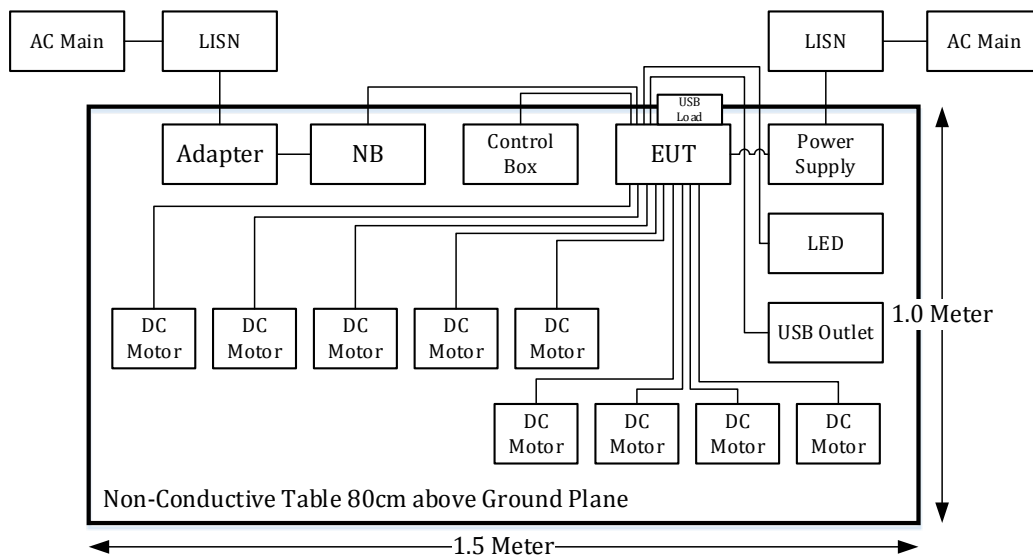 AC Main
LISN
LISN
AC Main
USB
Load
Adapter
NB
Control
Box
EUT
Power
Supply
LED
1.0 Meter
USB Outlet
DC
Motor
DC
Motor
DC
Motor
DC
Motor
DC
Motor
DC
Motor
DC
Motor
DC
Motor
DC
Motor
Non-Conductive Table 80cm above Ground Plane
1.5 Meter